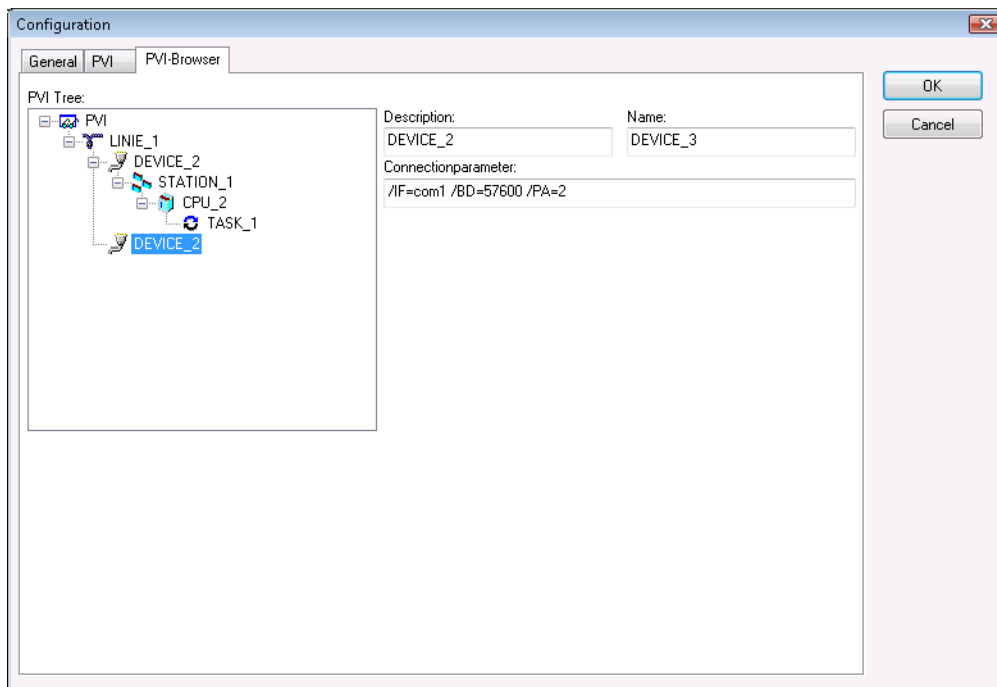 Configuration
General PVI PVI-Browser
OK
Cancel
PVI Tree:
PVI
LINIE_1
DEVICE_2
STATION_1
CPU_2
TASK_1
DEVICE_2
Description: Name:
DEVICE_2 DEVICE_3
Connectionparameter:
/IF=com1 /BD=57600 /PA=2